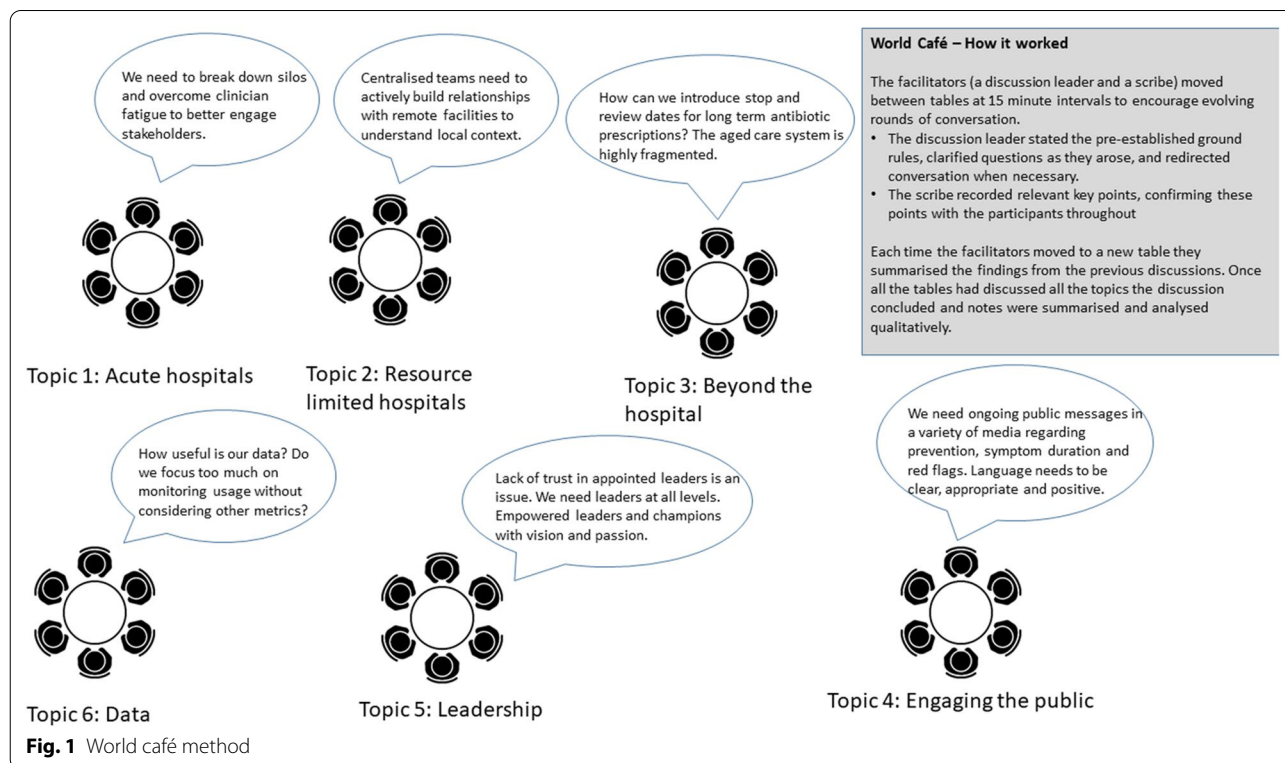 We need to break down silos
and overcome clinician
fatigue to better engage
stakeholders.
Topic 1: Acute hospitals
Centralised teams need to
actively build relationships
with remote facilities to
understand local context.
Topic 2: Resource
limited hospitals
How can we introduce stop and
review dates for long term antibiotic
prescriptions? The aged care system is
highly fragmented.
Topic 3: Beyond the
hospital
World Café – How it worked
The facilitators (a discussion leader and a scribe) moved
between tables at 15 minute intervals to encourage evolving
rounds of conversation.
• The discussion leader stated the pre-established ground
rules, clarified questions as they arose, and redirected
conversation when necessary.
• The scribe recorded relevant key points, confirming these
points with the participants throughout
Each time the facilitators moved to a new table they
summarised the findings from the previous discussions. Once
all the tables had discussed all the topics the discussion
concluded and notes were summarised and analysed
qualitatively.
How useful is our data? Do
we focus too much on
monitoring usage without
considering other metrics?
Topic 6: Data
Lack of trust in appointed leaders is an
issue. We need leaders at all levels.
Empowered leaders and champions
with vision and passion.
Topic 5: Leadership
We need ongoing public messages in
a variety of media regarding
prevention, symptom duration and
red flags. Language needs to be
clear, appropriate and positive.
Topic 4: Engaging the public
Fig. 1 World café method